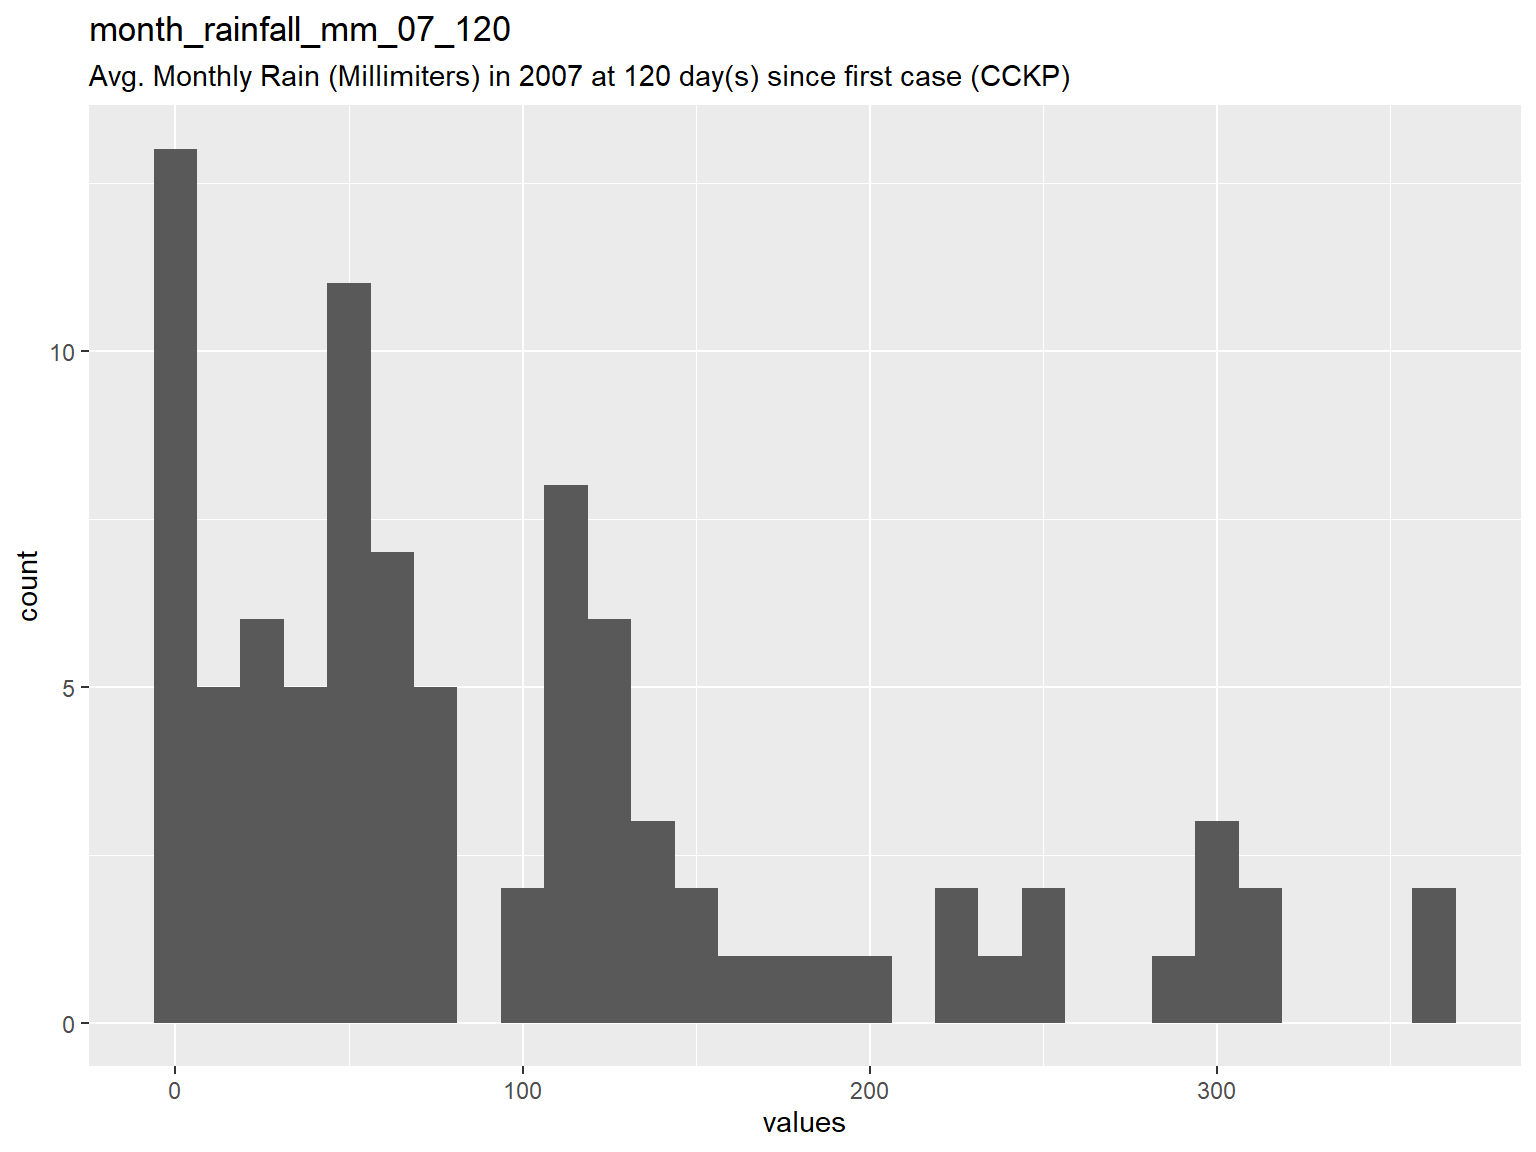 month_rainfall_mm_07_120
Avg. Monthly Rain (Millimiters) in 2007 at 120 day(s) since first case (CCKP)
10
5
0
count
0 100 200 300
values